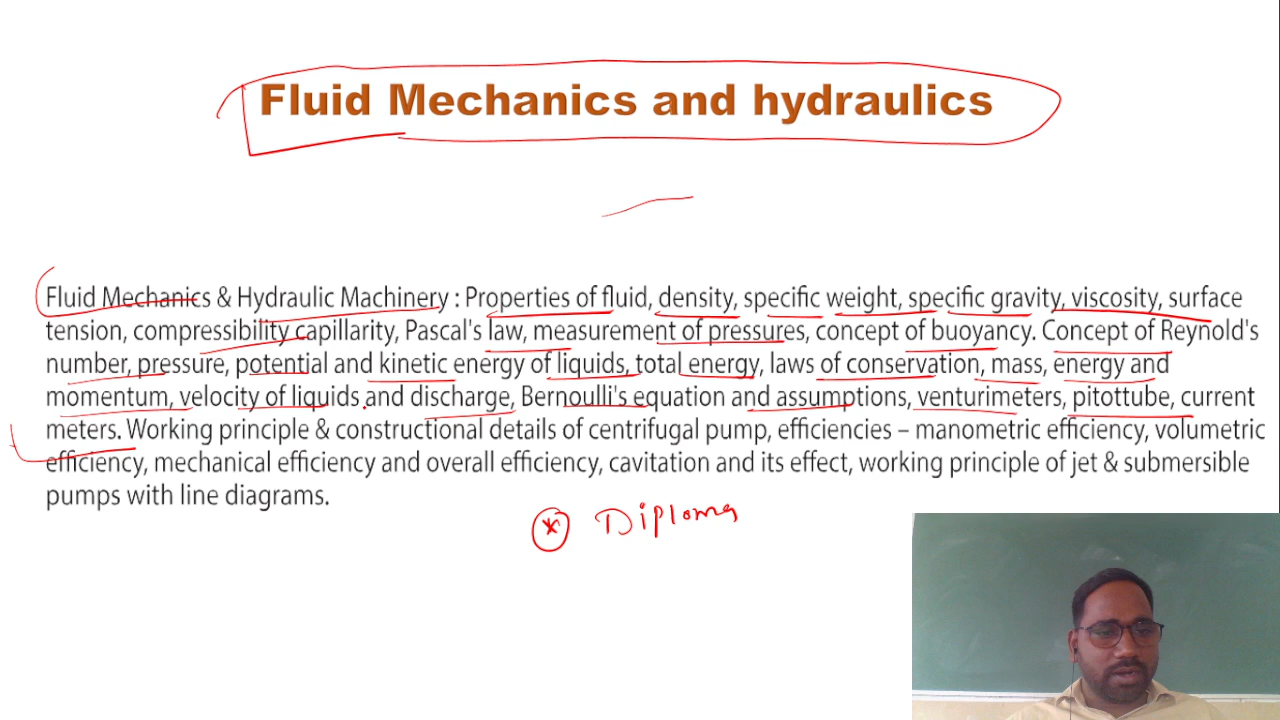 Fluid Mechanics and hydraulics
Fluid Mechanics & Hydraulic Machinery : Properties of fluid, density, specific weight, specific gravity, viscosity, surface
tension, compressibility capillarity, Pascal's law, measurement of pressures, concept of buoyancy. Concept of Reynold's
number, pressure, potential and kinetic energy of liquids, total energy, laws of conservation, mass, energy and
momentum, velocity of liquids and discharge, Bernoulli's equation and assumptions, venturimeters, pitottube, current
meters. Working principle & constructional details of centrifugal pump, efficiencies – manometric efficiency, volumetric
efficiency, mechanical efficiency and overall efficiency, cavitation and its effect, working principle of jet & submersible
pumps with line diagrams.
* Diploma